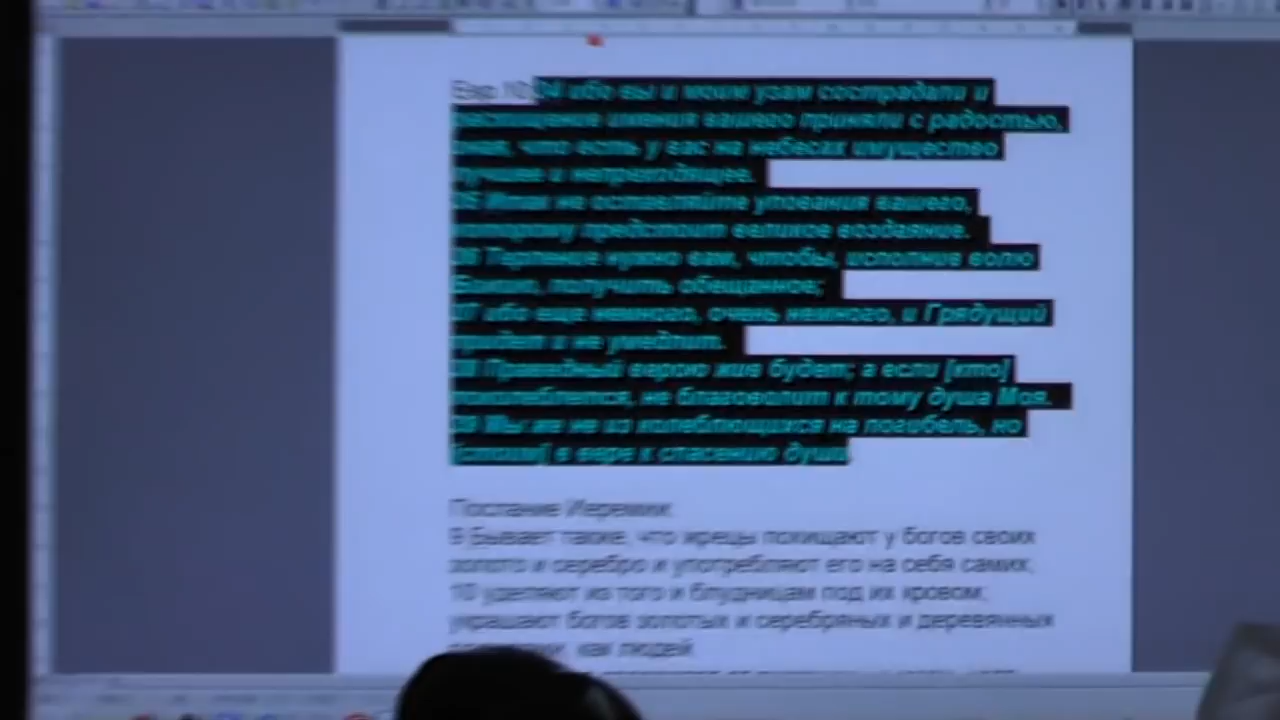 Евр 10:34 ибо вы и моим узам сострадали и
расхищение имения вашего приняли с радостью,
зная, что есть у вас на небесах имущество
лучшее и непреходящее.
35 Итак не оставляйте упования вашего,
которому предстоит великое воздаяние.
36 Терпение нужно вам, чтобы, исполнив волю
Божию, получить обещанное;
37 ибо еще немного, очень немного, и Грядущий
придет и не умедлит.
38 Праведный верою жив будет; а если [кто]
поколеблется, не благоволит к тому душа Моя.
39 Мы же не из колеблющихся на погибель, но
[стоим] в вере к спасению души.
Послание Иеремии:
9 Бывает также, что жрецы похищают у богов своих
золото и серебро и употребляют его на себя самих;
10 уделяют из того и блудницам под их кровом;
украшают богов золотых и серебряных и деревянных
как людей